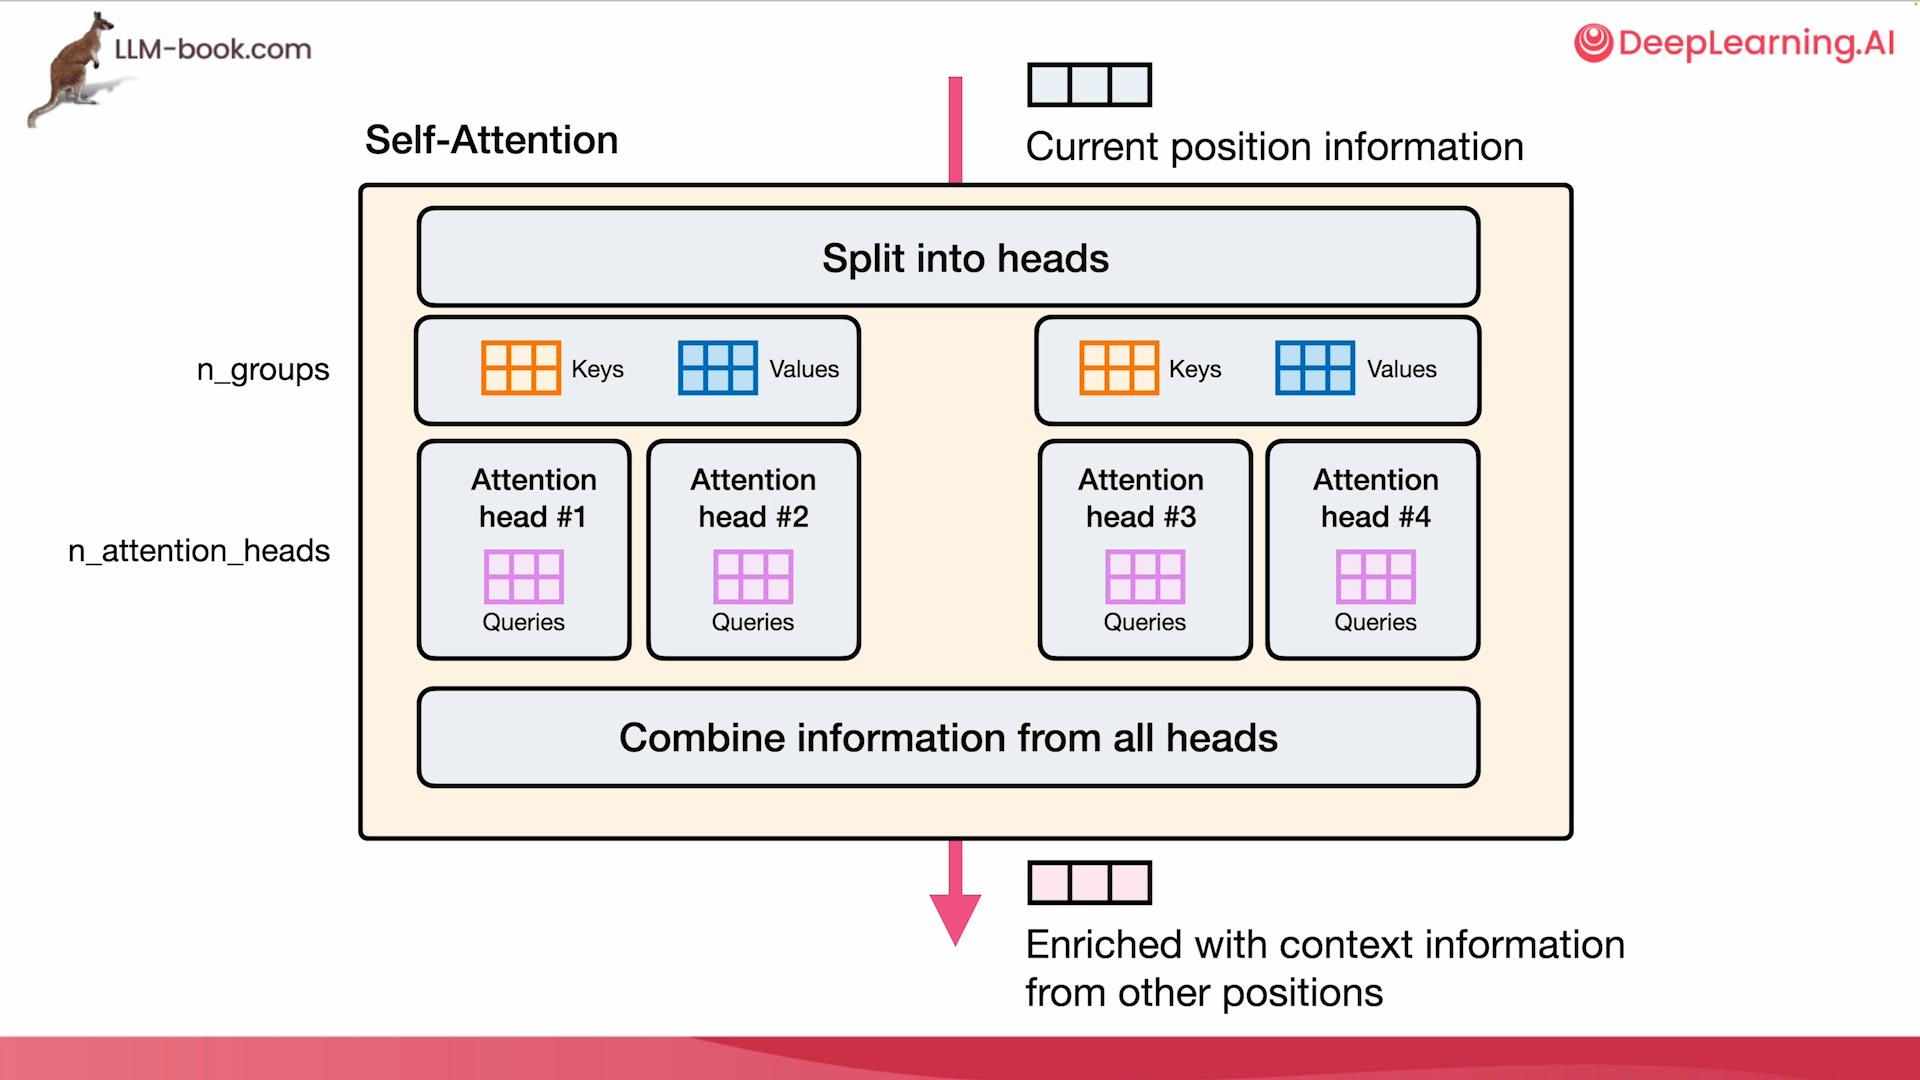 LLM-book.com
DeepLearning.AI
Self-Attention
Current position information
Split into heads
n_groups
Keys
Values
Keys
Values
n_attention_heads
Attention
head #1
Queries
Attention
head #2
Queries
Attention
head #3
Queries
Attention
head #4
Queries
Combine information from all heads
Enriched with context information
from other positions